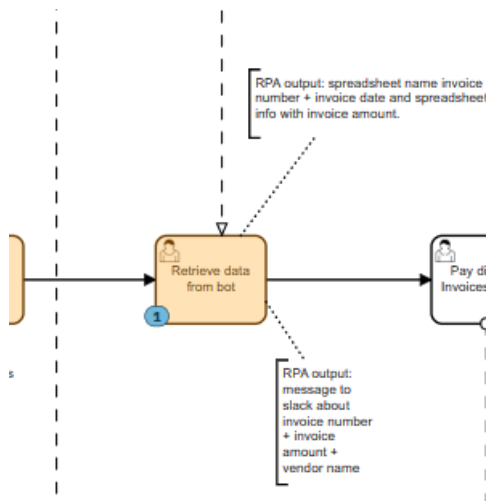 RPA output: spreadsheet name invoice
number + invoice date and spreadsheet
info with invoice amount.
Retrieve data
from bot
1
Pay di
Invoices
RPA output:
message to
slack about
invoice number
+ invoice
amount +
vendor name
s